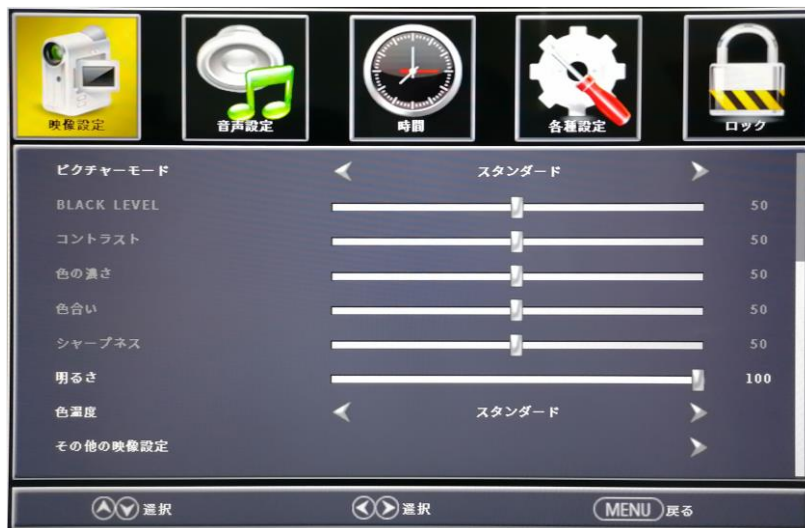 映像設定 音声設定 時間 各種設定 ロック
ピクチャーモード スタンダード
BLACK LEVEL 50
コントラスト 50
色の濃さ 50
色合い 50
シャープネス 50
明るさ 100
色温度 スタンダード
その他の映像設定
選択 選択 MENU 戻る